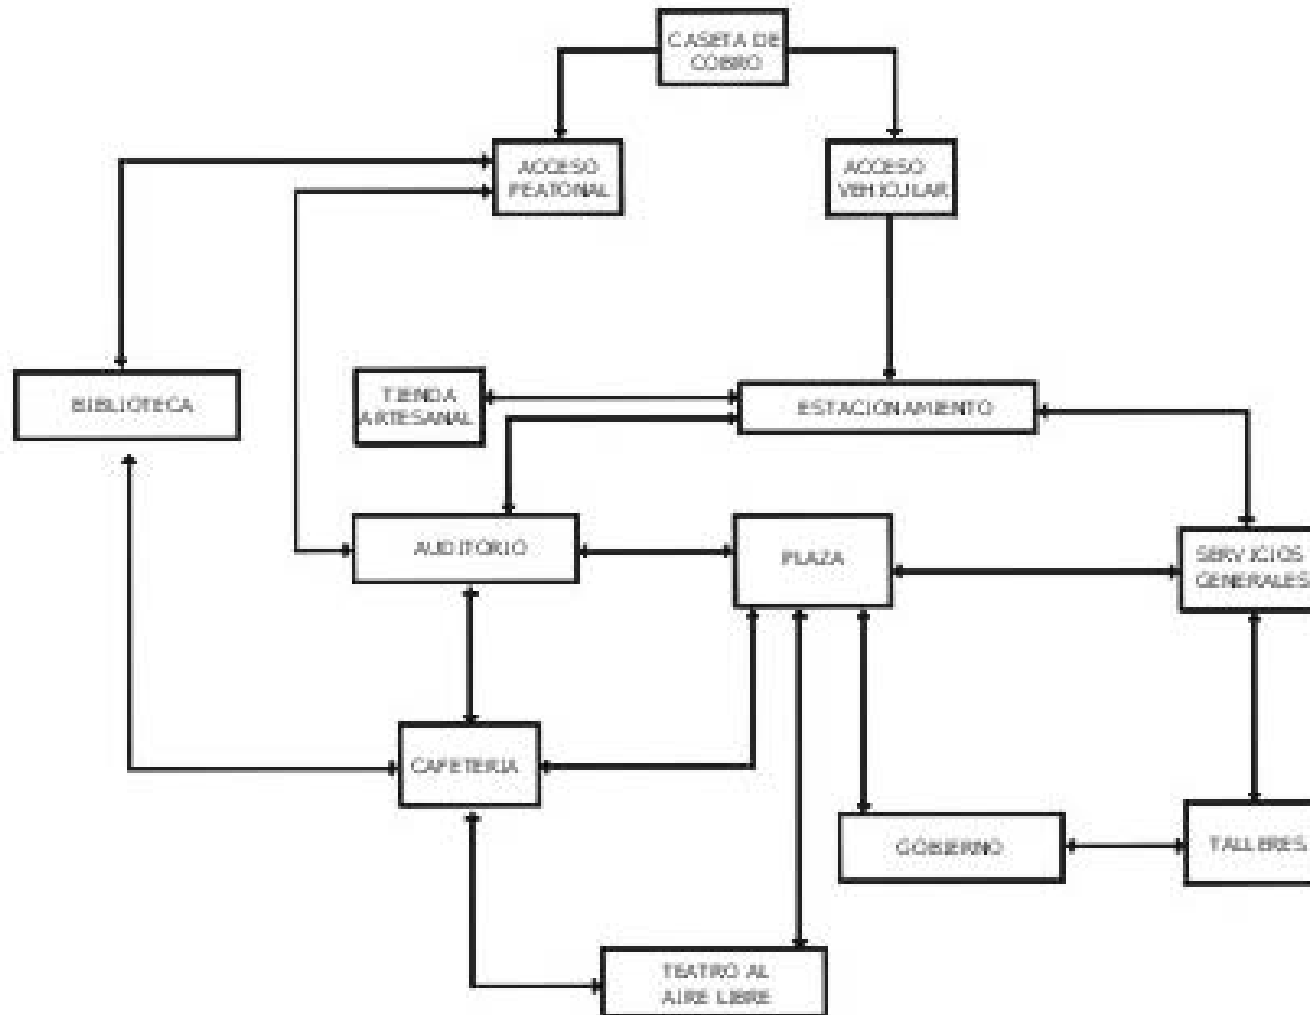 CASETA DE
COBRO
ACCESO
PEATONAL
ACCESO
VEHICULAR
BIBLIOTECA
TIENDA
ARTESANAL
ESTACIONAMIENTO
AUDITORIO
PLAZA
SERVICIOS
GENERALES
CAFETERIA
GOBIERNO
TALLERES
TEATRO AL
AIRE LIBRE